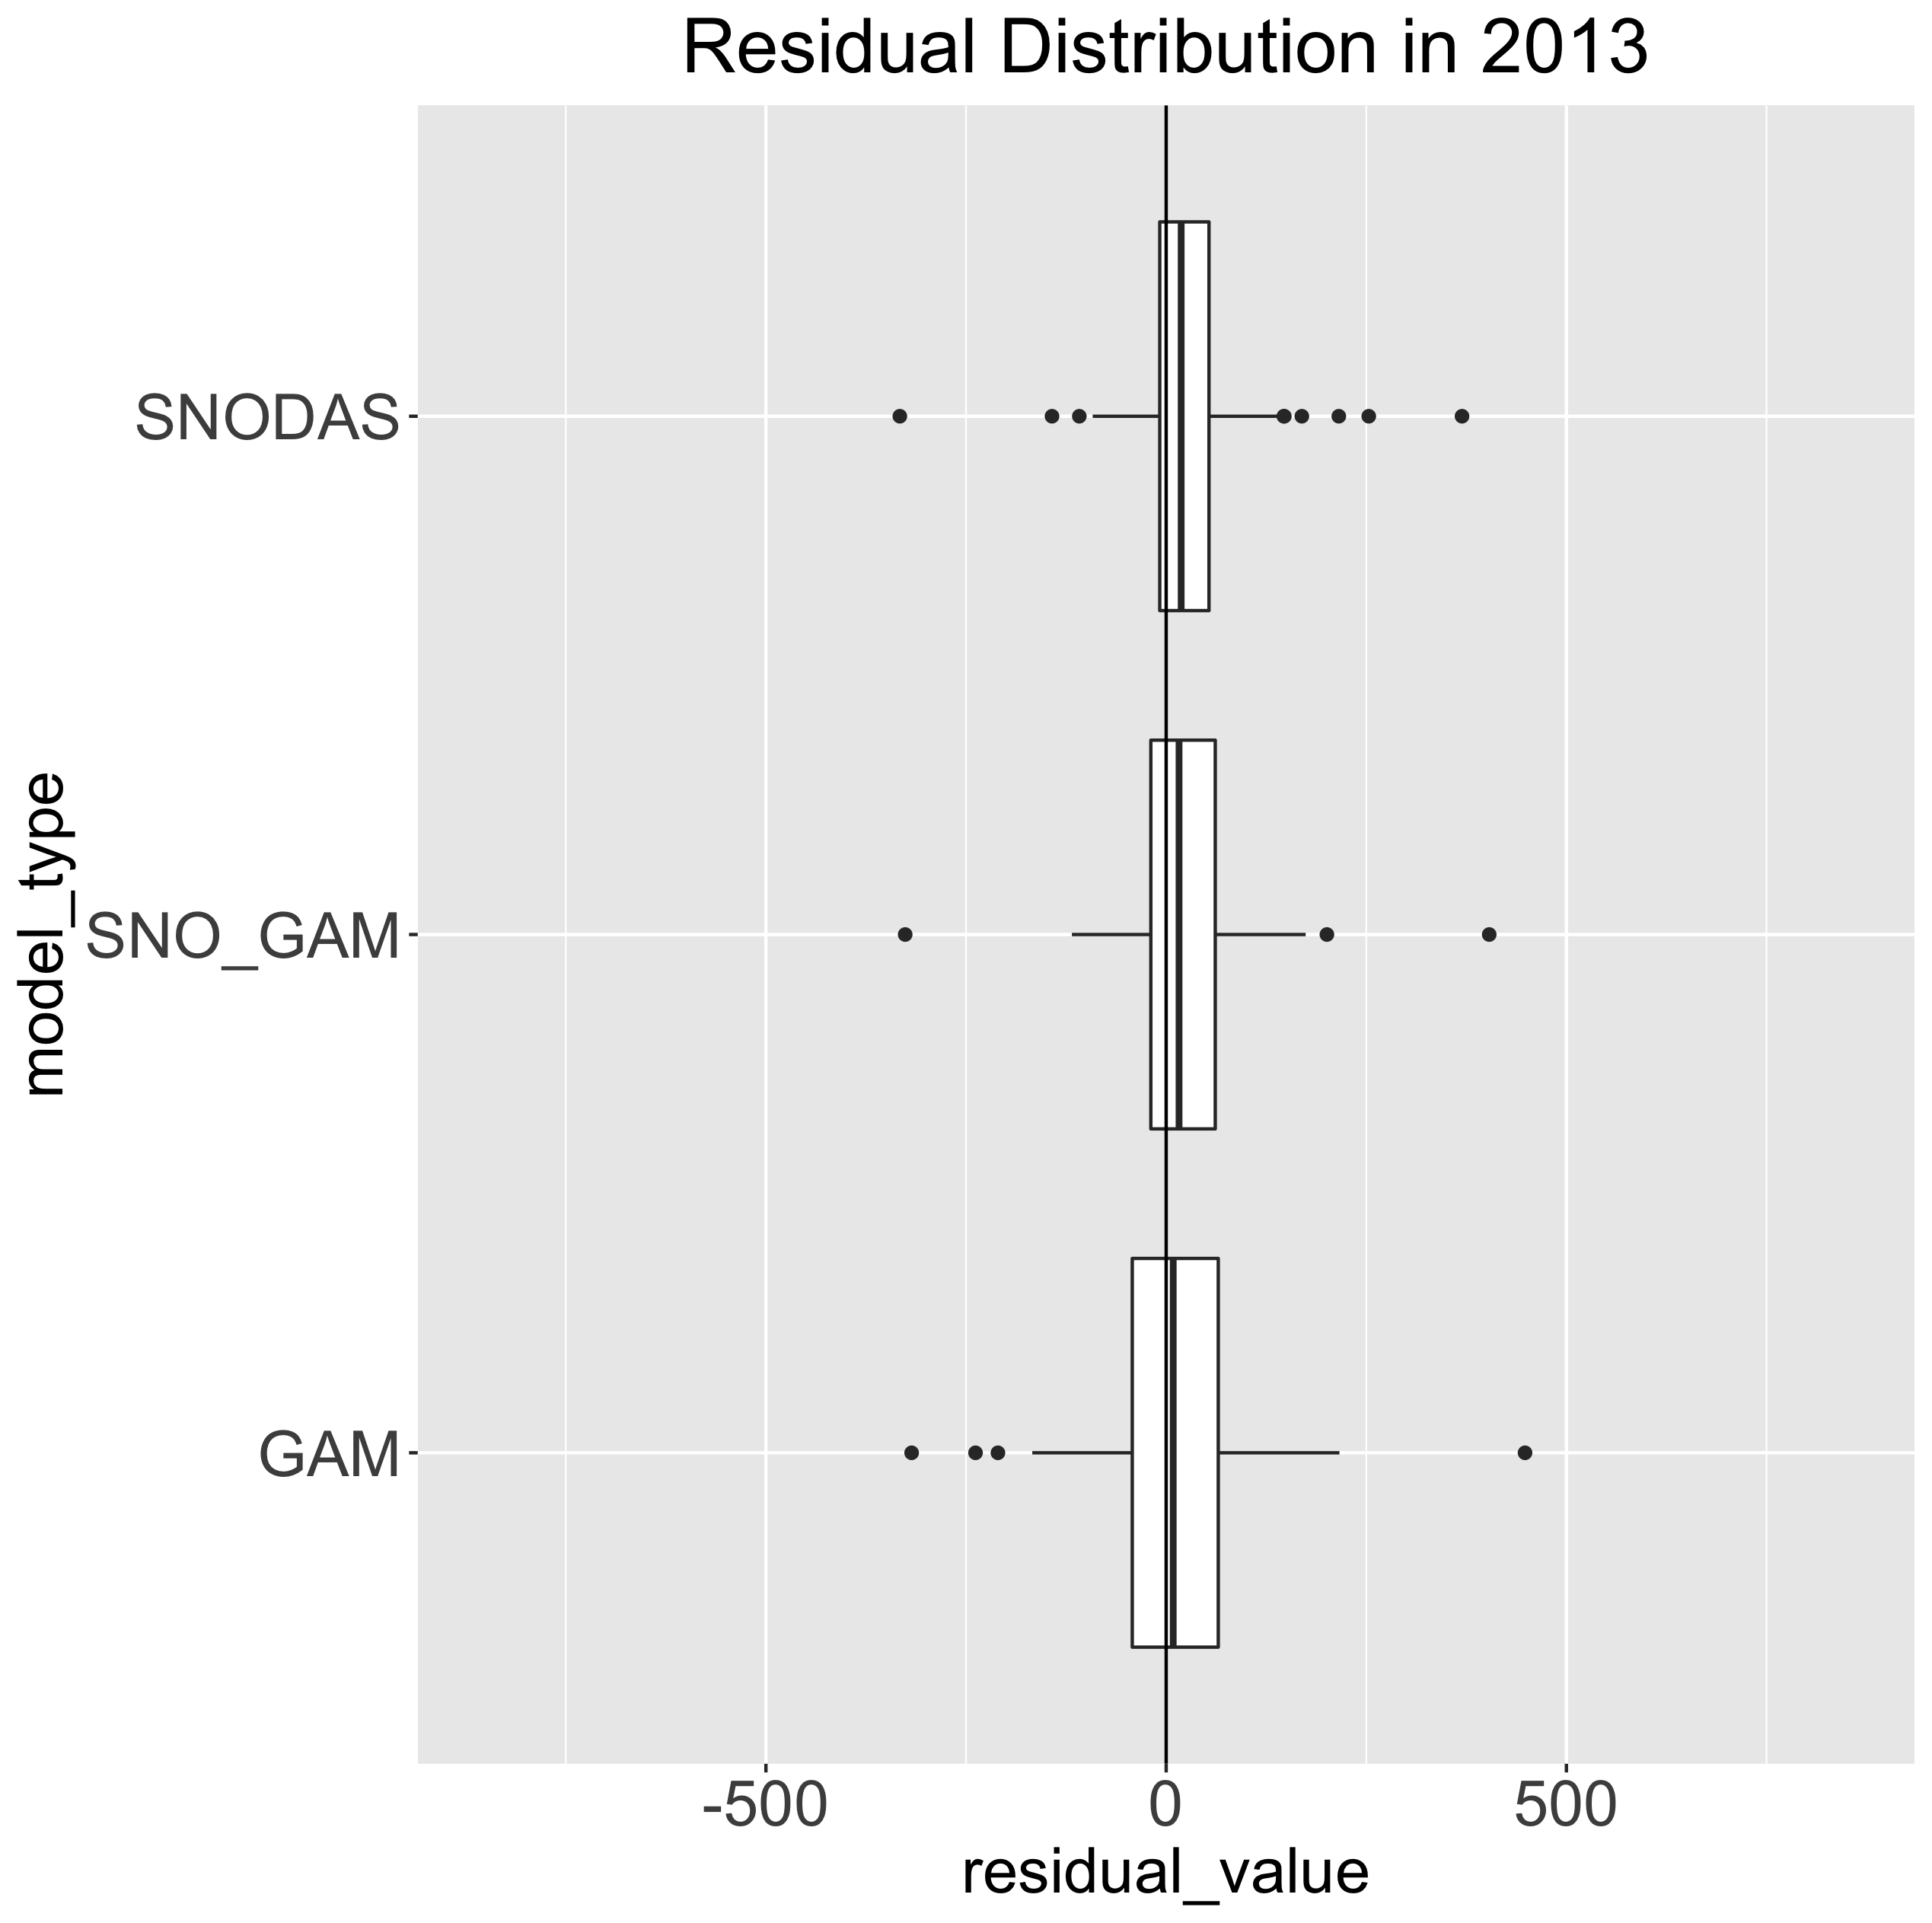 Residual Distribution in 2013
model_type
SNODAS
SNO_GAM
GAM
-500 0 500
residual_value